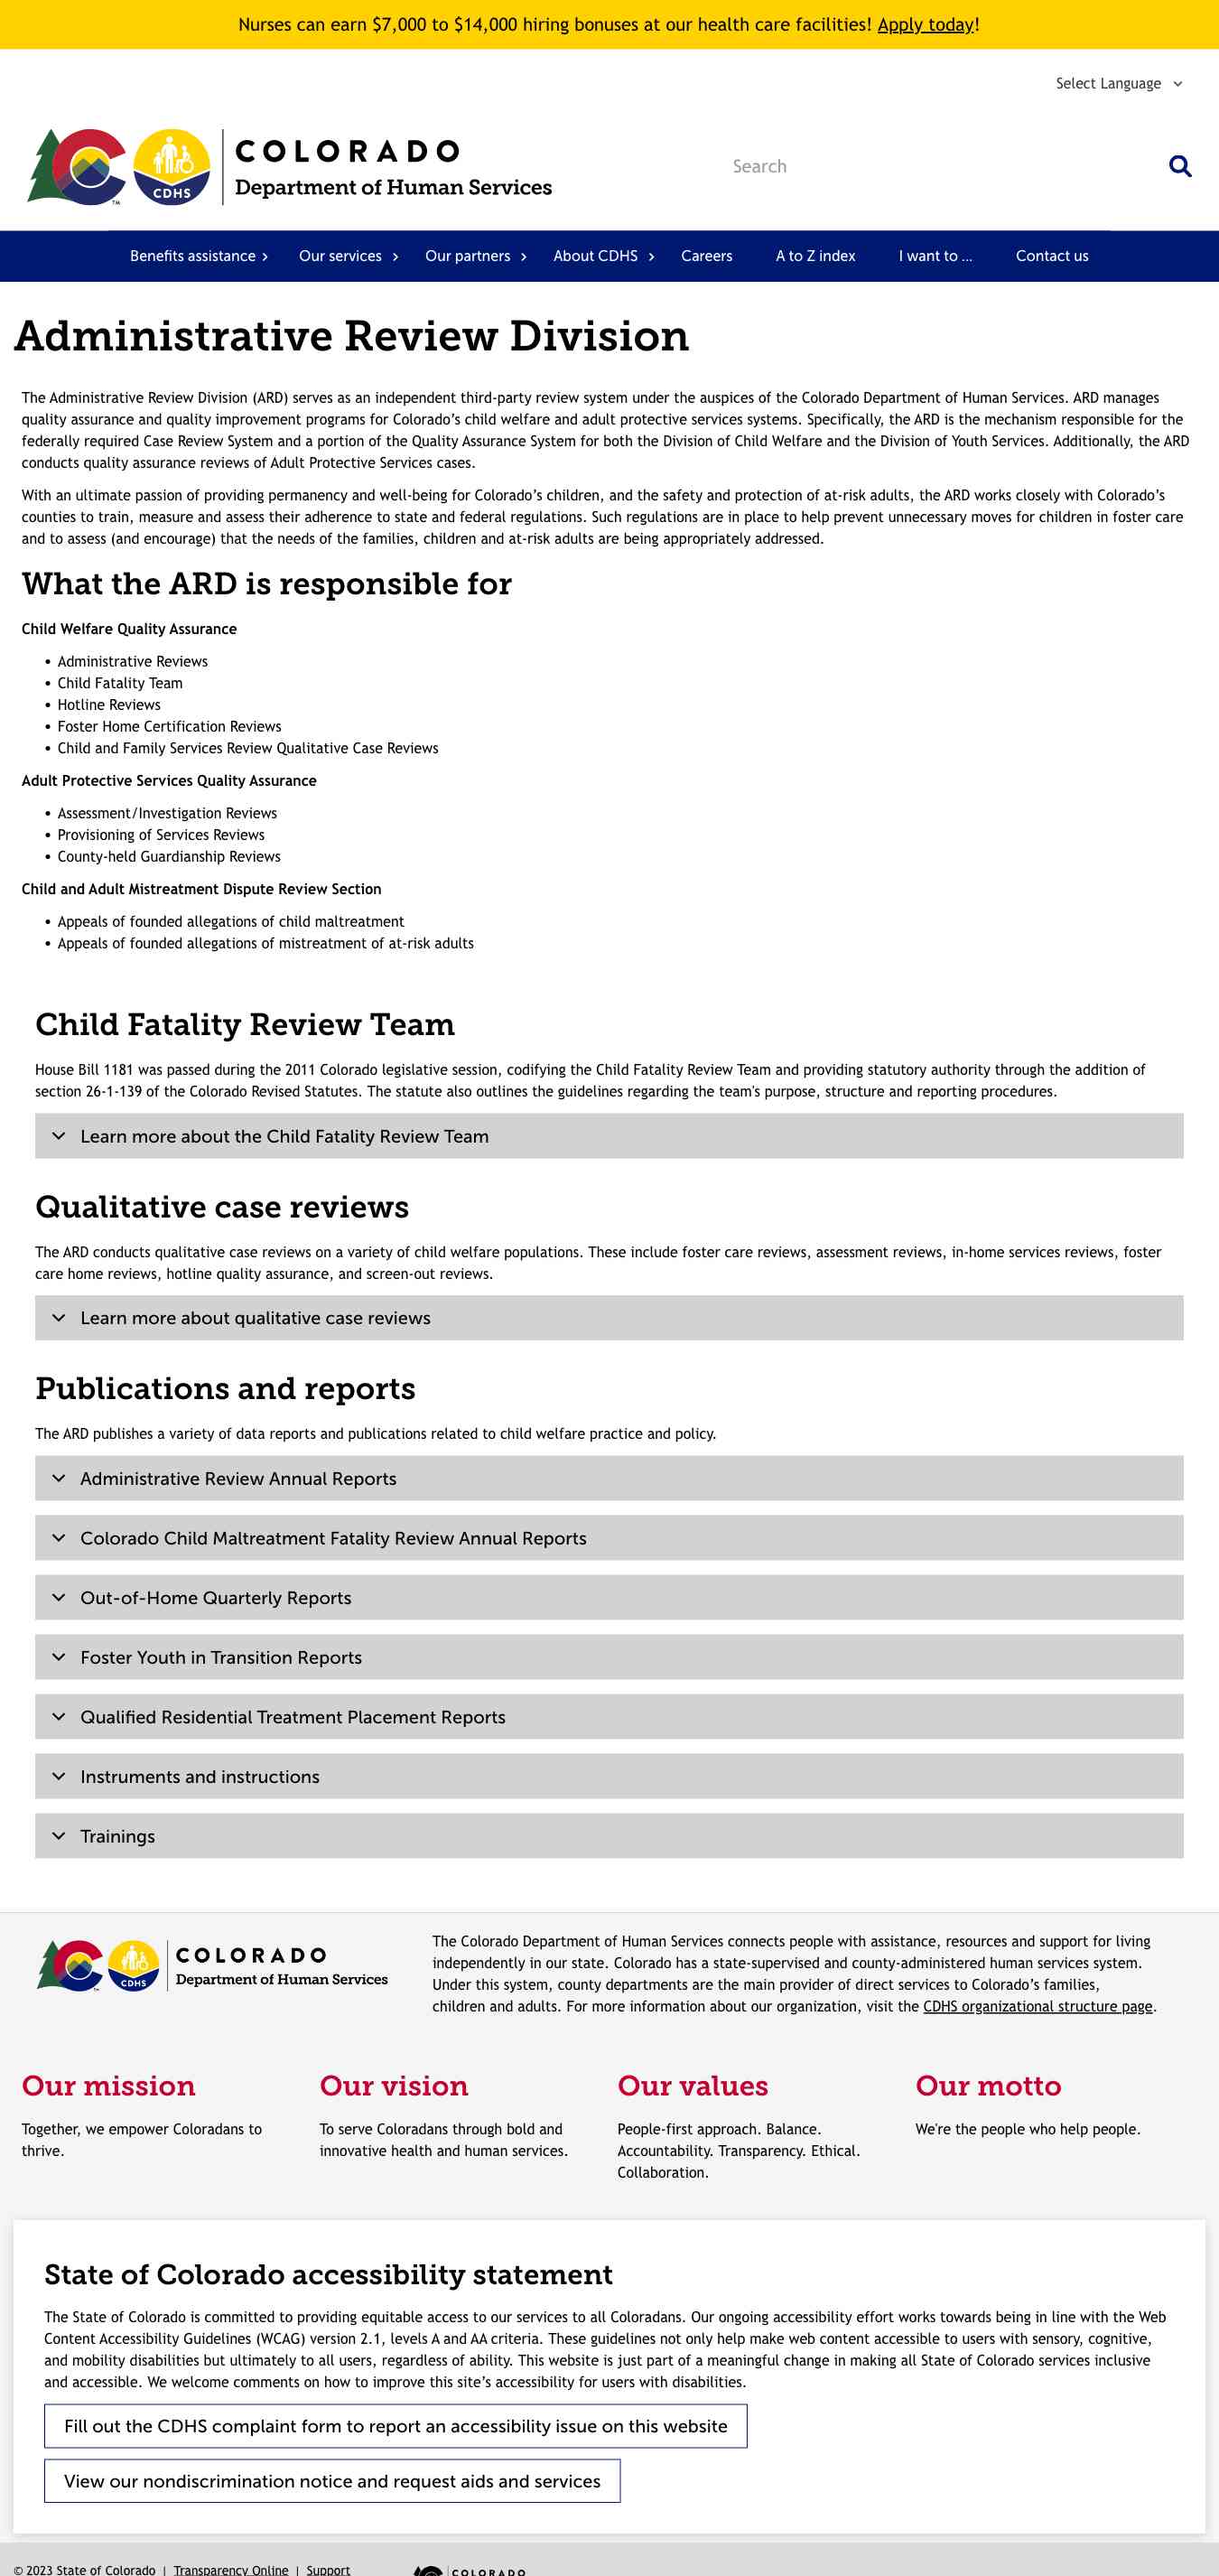 Nurses can earn $7,000 to $14,000 hiring bonuses at our health care facilities! Apply today!
Select Language
CDHS
TM
COLORADO
Department of Human Services
Search
Benefits assistance
Our services
Our partners
About CDHS
Careers
A to Z index
I want to ...
Contact us
Administrative Review Division
The Administrative Review Division (ARD) serves as an independent third-party review system under the auspices of the Colorado Department of Human Services. ARD manages
quality assurance and quality improvement programs for Colorado’s child welfare and adult protective services systems. Specifically, the ARD is the mechanism responsible for the
federally required Case Review System and a portion of the Quality Assurance System for both the Division of Child Welfare and the Division of Youth Services. Additionally, the ARD
conducts quality assurance reviews of Adult Protective Services cases.
With an ultimate passion of providing permanency and well-being for Colorado’s children, and the safety and protection of at-risk adults, the ARD works closely with Colorado’s
counties to train, measure and assess their adherence to state and federal regulations. Such regulations are in place to help prevent unnecessary moves for children in foster care
and to assess (and encourage) that the needs of the families, children and at-risk adults are being appropriately addressed.
What the ARD is responsible for
Child Welfare Quality Assurance
• Administrative Reviews
• Child Fatality Team
• Hotline Reviews
• Foster Home Certification Reviews
• Child and Family Services Review Qualitative Case Reviews
Adult Protective Services Quality Assurance
• Assessment/Investigation Reviews
• Provisioning of Services Reviews
• County-held Guardianship Reviews
Child and Adult Mistreatment Dispute Review Section
• Appeals of founded allegations of child maltreatment
• Appeals of founded allegations of mistreatment of at-risk adults
Child Fatality Review Team
House Bill 1181 was passed during the 2011 Colorado legislative session, codifying the Child Fatality Review Team and providing statutory authority through the addition of
section 26-1-139 of the Colorado Revised Statutes. The statute also outlines the guidelines regarding the team's purpose, structure and reporting procedures.
Learn more about the Child Fatality Review Team
Qualitative case reviews
The ARD conducts qualitative case reviews on a variety of child welfare populations. These include foster care reviews, assessment reviews, in-home services reviews, foster
care home reviews, hotline quality assurance, and screen-out reviews.
Learn more about qualitative case reviews
Publications and reports
The ARD publishes a variety of data reports and publications related to child welfare practice and policy.
Administrative Review Annual Reports
Colorado Child Maltreatment Fatality Review Annual Reports
Out-of-Home Quarterly Reports
Foster Youth in Transition Reports
Qualified Residential Treatment Placement Reports
Instruments and instructions
Trainings
CDHS
TM
COLORADO
Department of Human Services
The Colorado Department of Human Services connects people with assistance, resources and support for living
independently in our state. Colorado has a state-supervised and county-administered human services system.
Under this system, county departments are the main provider of direct services to Colorado’s families,
children and adults. For more information about our organization, visit the CDHS organizational structure page.
Our mission
Together, we empower Coloradans to
thrive.
Our vision
To serve Coloradans through bold and
innovative health and human services.
Our values
People-first approach. Balance.
Accountability. Transparency. Ethical.
Collaboration.
Our motto
We're the people who help people.
State of Colorado accessibility statement
The State of Colorado is committed to providing equitable access to our services to all Coloradans. Our ongoing accessibility effort works towards being in line with the Web
Content Accessibility Guidelines (WCAG) version 2.1, levels A and AA criteria. These guidelines not only help make web content accessible to users with sensory, cognitive,
and mobility disabilities but ultimately to all users, regardless of ability. This website is just part of a meaningful change in making all State of Colorado services inclusive
and accessible. We welcome comments on how to improve this site’s accessibility for users with disabilities.
Fill out the CDHS complaint form to report an accessibility issue on this website
View our nondiscrimination notice and request aids and services
© 2023 State of Colorado | Transparency Online | Support
COLORADO